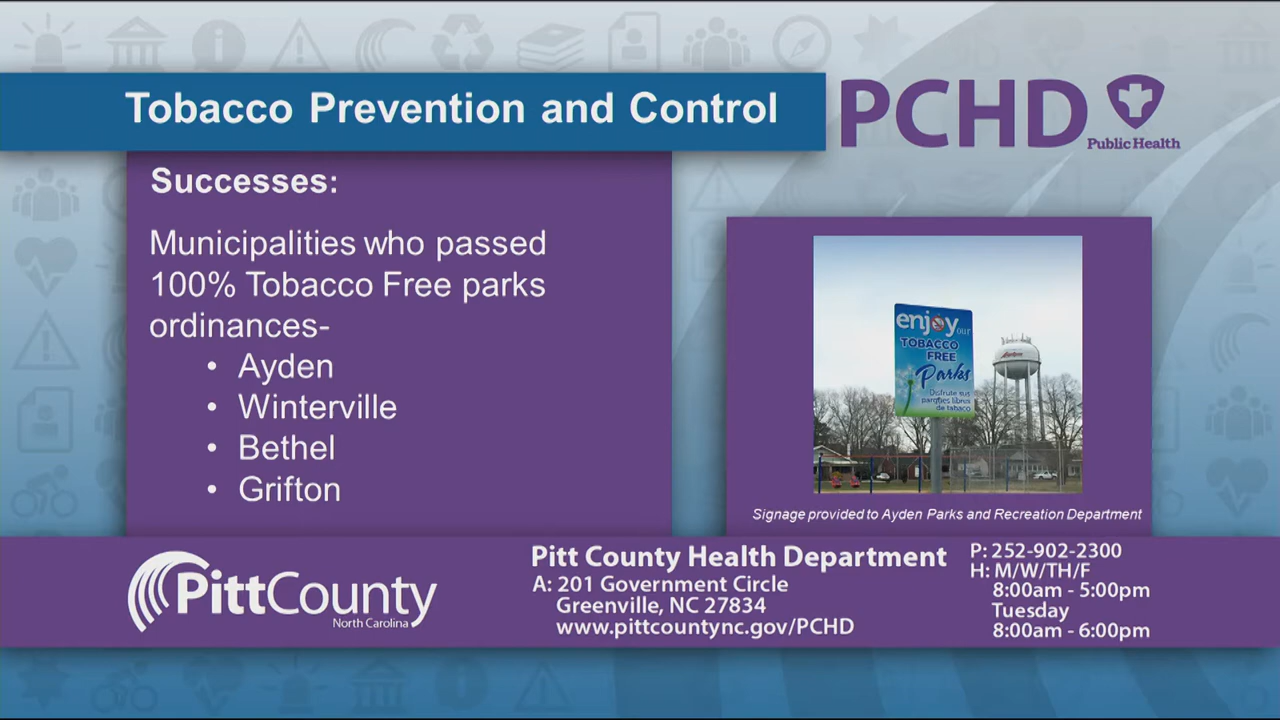 Tobacco Prevention and Control
PCHD
Public Health
Successes:
Municipalities who passed
100% Tobacco Free parks
ordinances-
• Ayden
• Winterville
• Bethel
• Grifton
enjoy our
TOBACCO
FREE
Parks
Disfrute sus
parques libres
de tabaco
Signage provided to Ayden Parks and Recreation Department
PittCounty
North Carolina
Pitt County Health Department
A: 201 Government Circle
Greenville, NC 27834
www.pittcountync.gov/PCHD
P: 252-902-2300
H: M/W/TH/F
8:00am - 5:00pm
Tuesday
8:00am - 6:00pm